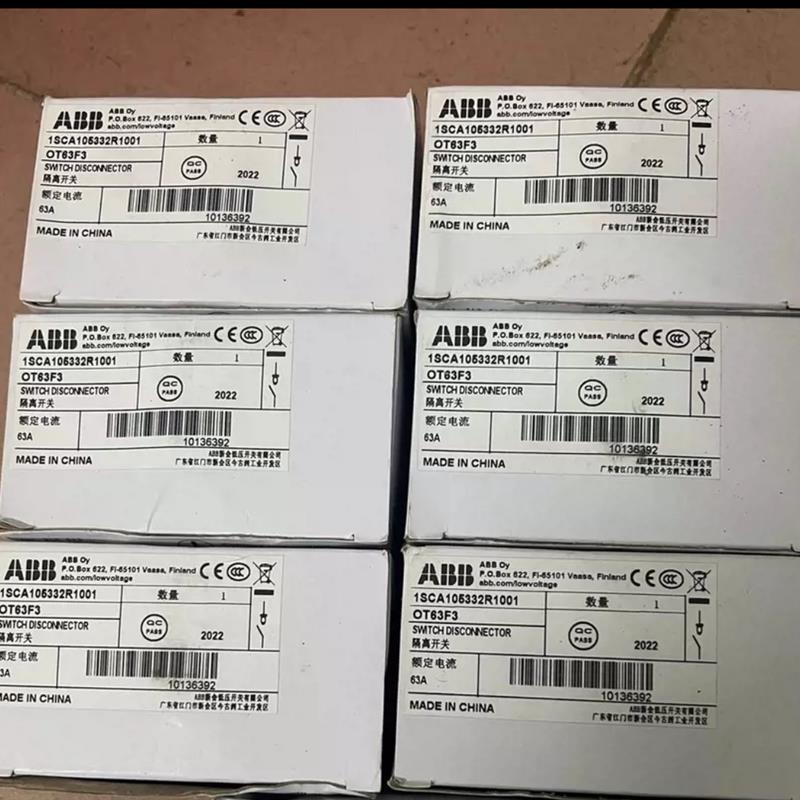 ABB
ABB Oy
P.O.Box 622, FI-65101 Vaasa, Finland
abb.com/lowvoltage
1SCA105332R1001
数量 1
OT63F3
SWITCH DISCONNECTOR
隔离开关
QC PASS
2022
额定电流
63A
10136392
MADE IN CHINA
ABB新会低压开关有限公司
广东省江门市新会区今古洲工业开发区
ABB
ABB Oy
P.O.Box 622, FI-65101 Vaasa, Finland
abb.com/lowvoltage
1SCA105332R1001
数量 1
OT63F3
SWITCH DISCONNECTOR
隔离开关
QC PASS
2022
额定电流
63A
10136392
MADE IN CHINA
ABB新会低压开关有限公司
广东省江门市新会区今古洲工业开发区
ABB
ABB Oy
P.O.Box 622, FI-65101 Vaasa, Finland
abb.com/lowvoltage
1SCA105332R1001
数量 1
OT63F3
SWITCH DISCONNECTOR
隔离开关
QC PASS
2022
额定电流
63A
10136392
MADE IN CHINA
ABB新会低压开关有限公司
广东省江门市新会区今古洲工业开发区
ABB
ABB Oy
P.O.Box 622, FI-65101 Vaasa, Finland
abb.com/lowvoltage
1SCA105332R1001
数量 1
OT63F3
SWITCH DISCONNECTOR
隔离开关
QC PASS
2022
额定电流
63A
10136392
MADE IN CHINA
ABB新会低压开关有限公司
广东省江门市新会区今古洲工业开发区
ABB
ABB Oy
P.O.Box 622, FI-65101 Vaasa, Finland
abb.com/lowvoltage
1SCA105332R1001
数量 1
OT63F3
SWITCH DISCONNECTOR
隔离开关
QC PASS
2022
额定电流
3A
10136392
MADE IN CHINA
ABB新会低压开关有限公司
广东省江门市新会区今古洲工业开发区
ABB
ABB Oy
P.O.Box 622, FI-65101 Vaasa, Finland
abb.com/lowvoltage
1SCA105332R1001
数量 1
OT63F3
SWITCH DISCONNECTOR
隔离开关
QC PASS
2022
额定电流
63A
10136392
MADE IN CHINA
ABB新会低压开关有限公司
广东省江门市新会区今古洲工业开发区